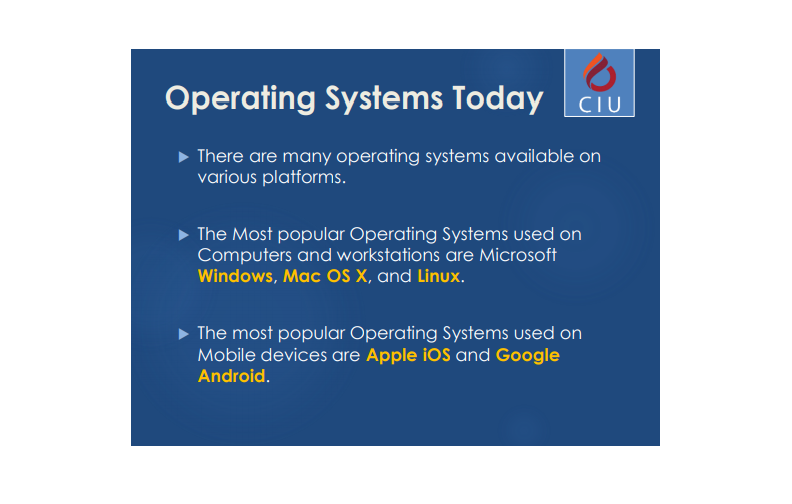 Operating Systems Today
CIU
There are many operating systems available on
various platforms.
The Most popular Operating Systems used on
Computers and workstations are Microsoft
Windows, Mac OS X, and Linux.
The most popular Operating Systems used on
Mobile devices are Apple iOS and Google
Android.